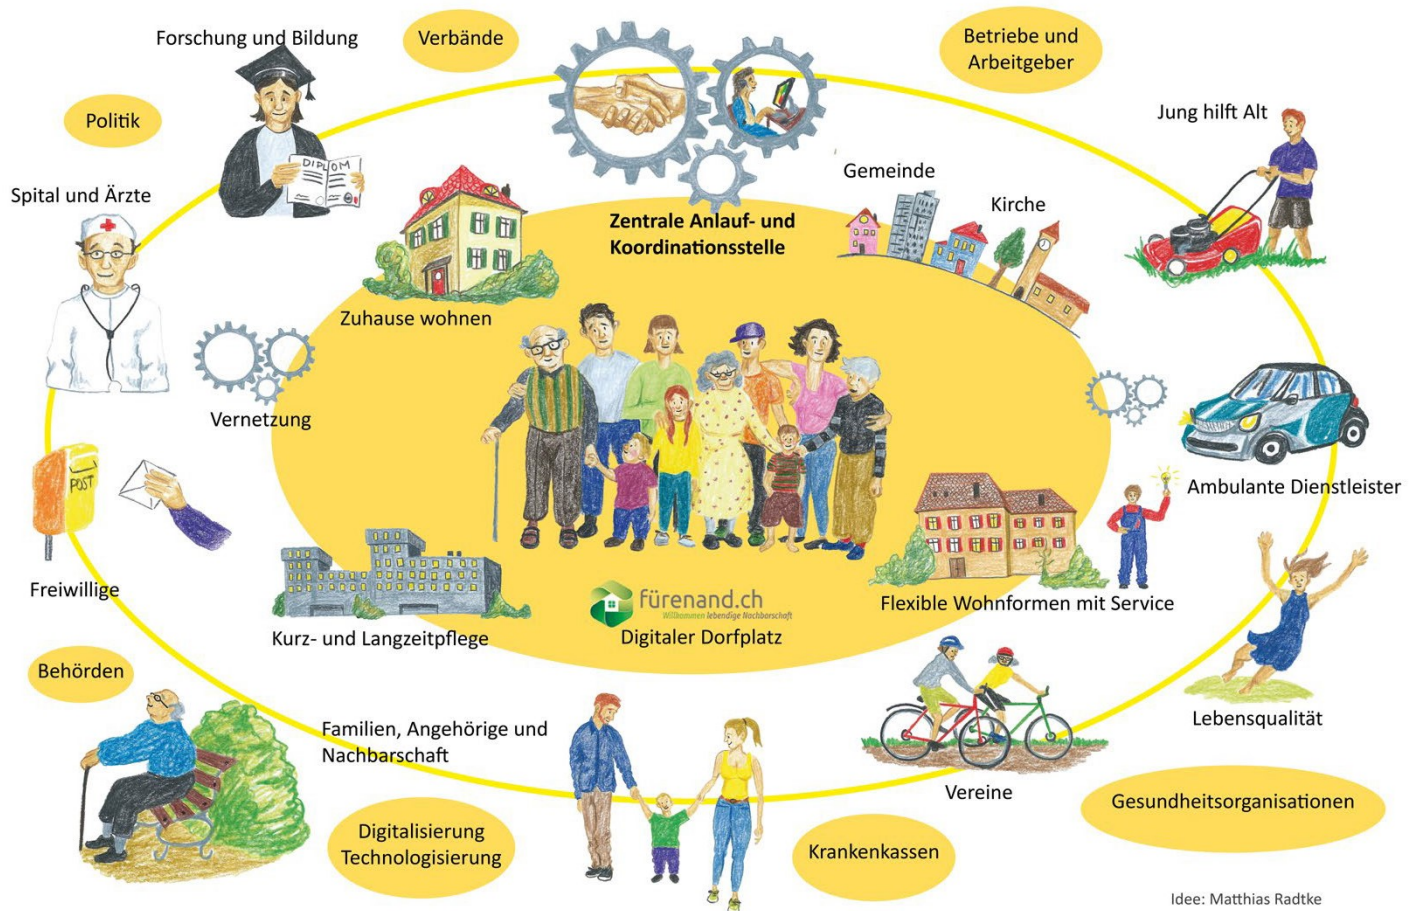 Forschung und Bildung
Verbände
Betriebe und
Arbeitgeber
Politik
Jung hilft Alt
DIPLOM
Gemeinde
Spital und Ärzte
Kirche
Zentrale Anlauf- und
Koordinationsstelle
Zuhause wohnen
Vernetzung
POST
Ambulante Dienstleister
Freiwillige
fürenand.ch
Willkommen lebendige Nachbarschaft
Digitaler Dorfplatz
Flexible Wohnformen mit Service
Kurz- und Langzeitpflege
Behörden
Lebensqualität
Familien, Angehörige und
Nachbarschaft
Vereine
Gesundheitsorganisationen
Digitalisierung
Technologisierung
Krankenkassen
Idee: Matthias Radtke